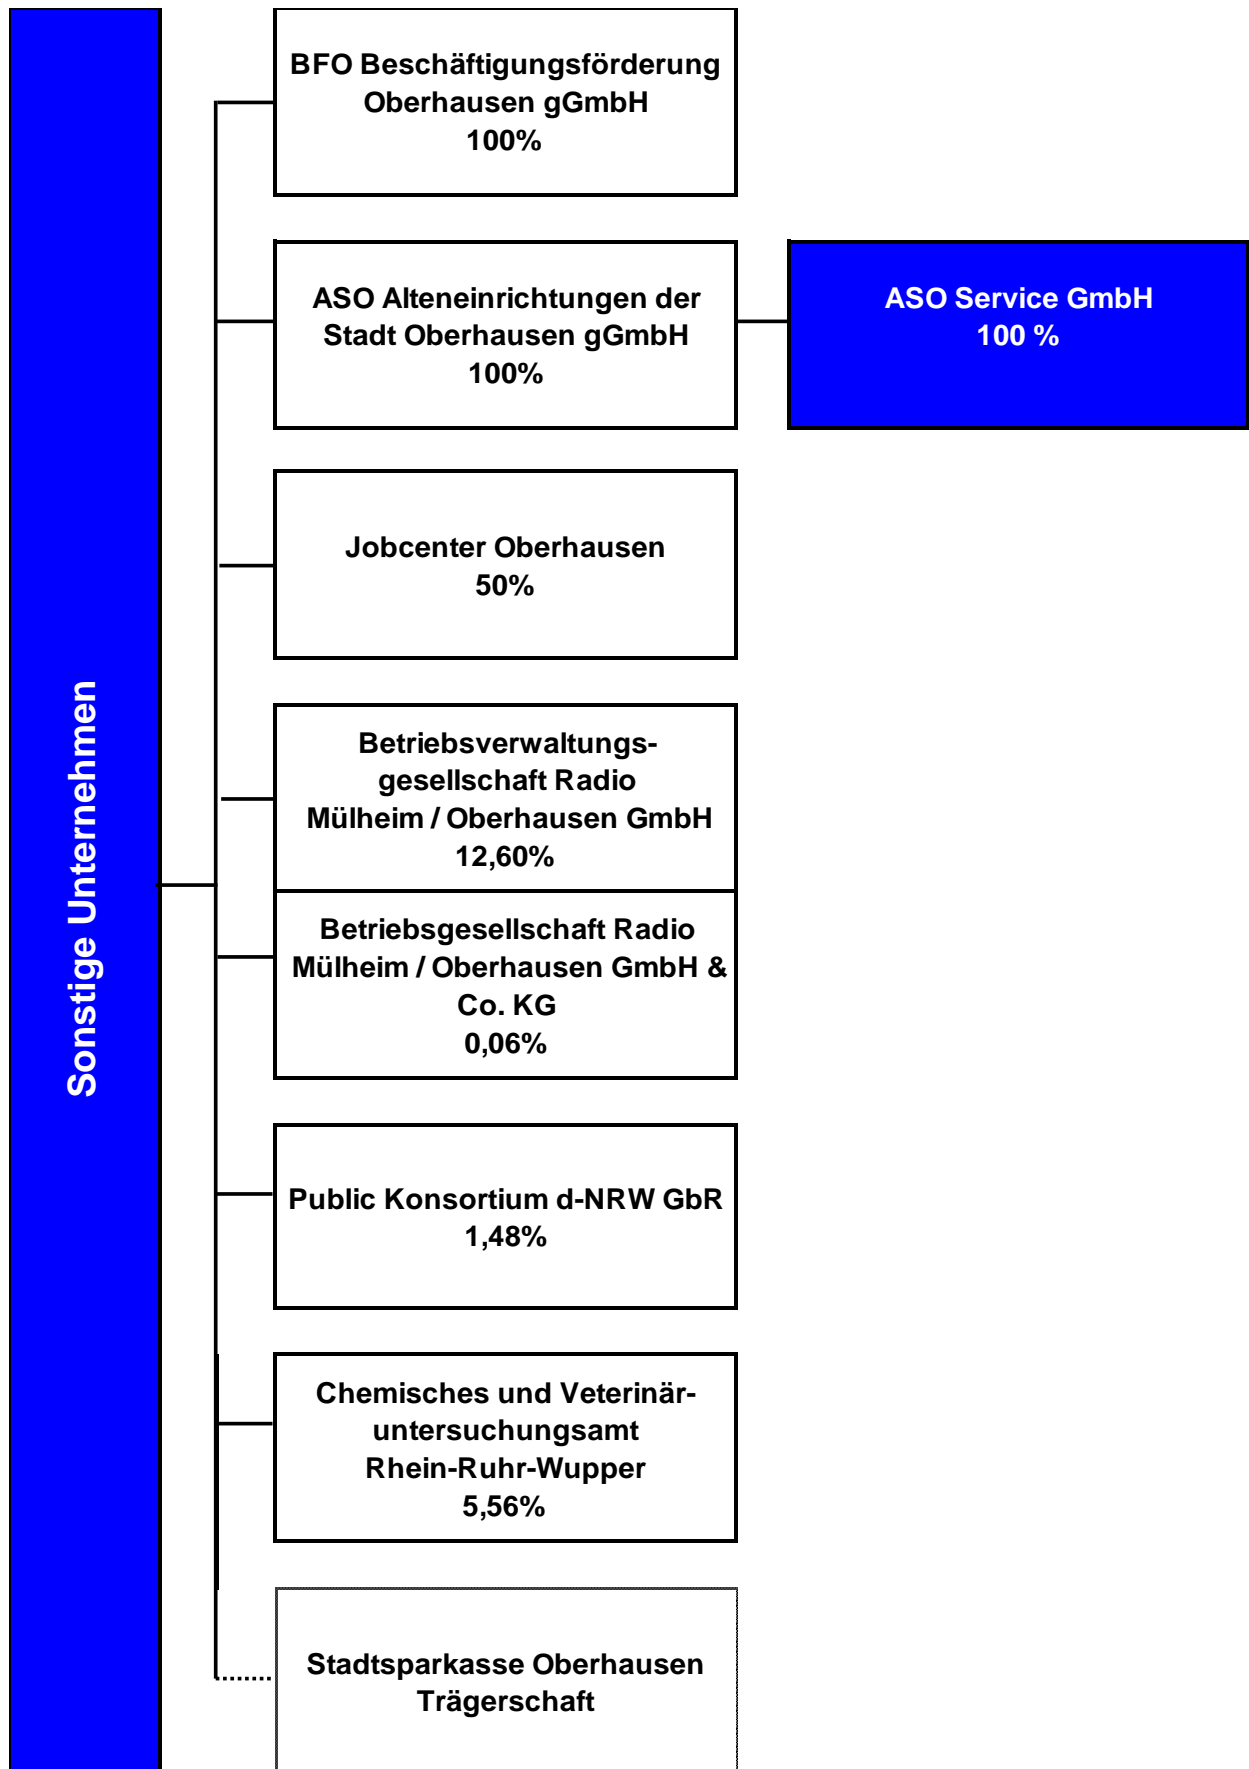 Sonstige Unternehmen
BFO Beschäftigungsförderung
Oberhausen gGmbH
100%
ASO Alteneinrichtungen der
Stadt Oberhausen gGmbH
100%
ASO Service GmbH
100 %
Jobcenter Oberhausen
50%
Betriebsverwaltungs-
gesellschaft Radio
Mülheim / Oberhausen GmbH
12,60%
Betriebsgesellschaft Radio
Mülheim / Oberhausen GmbH &
Co. KG
0,06%
Public Konsortium d-NRW GbR
1,48%
Chemisches und Veterinär-
untersuchungsamt
Rhein-Ruhr-Wupper
5,56%
Stadtsparkasse Oberhausen
Trägerschaft